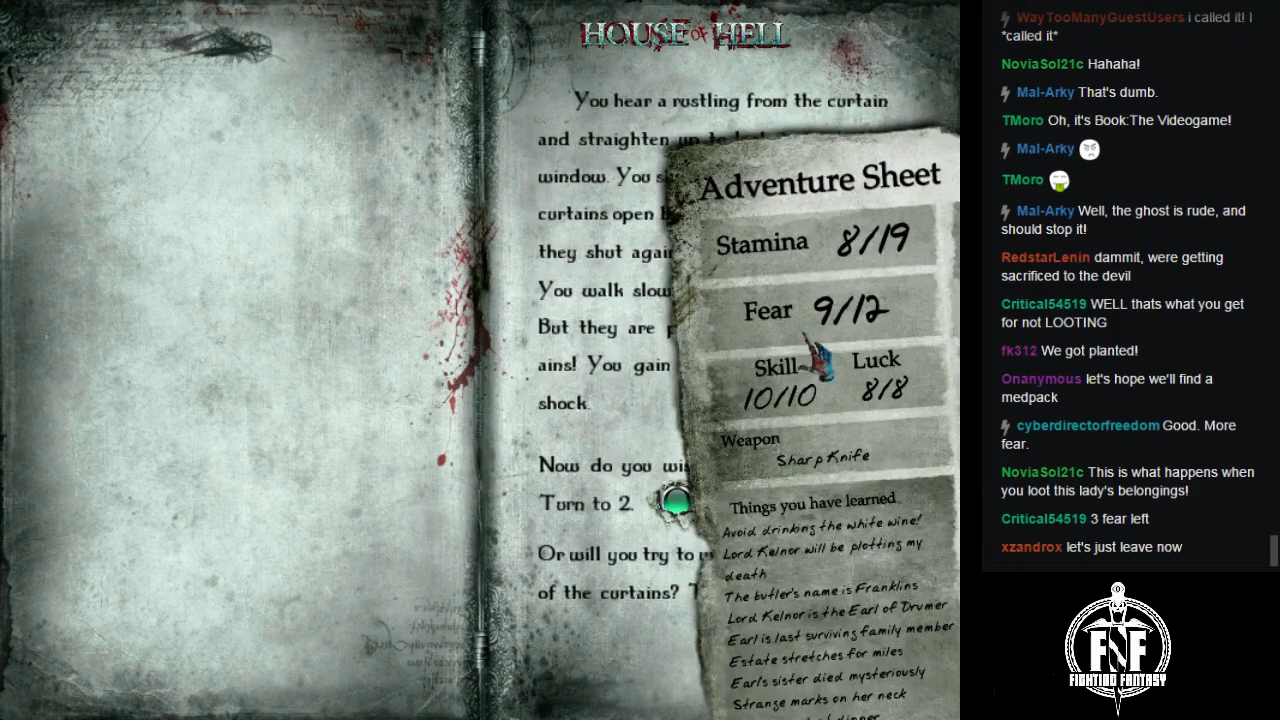 HOUSE OF HELL
You hear a rustling from the curtain
and straighten up to
window. You
curtains open
they shut again
You walk slow
But they are
ains! You gain
shock.
Now do you
Turn to 2.
Or will you try to
of the curtains?
Adventure Sheet
Stamina 8/19
Fear 9/12
Skill Luck
10/10 8/8
Weapon
Sharp Knife
Things you have learned
Avoid drinking the white wine!
Lord Kelnor will be plotting my
death
The butler's name is Franklins
Lord Kelnor is the Earl of Drumer
Earl is last surviving family member
Estate stretches for miles
Earl's sister died mysteriously
Strange marks on her neck
dinner
WayTooManyGuestUsers i called it! I
*called it*
NoviaSol21c Hahaha!
Mal-Arky That's dumb.
TMoro Oh, it's Book:The Videogame!
Mal-Arky
TMoro
Mal-Arky Well, the ghost is rude, and
should stop it!
RedstarLenin dammit, were getting
sacrificed to the devil
Critical54519 WELL thats what you get
for not LOOTING
fk312 We got planted!
Onanymous let's hope we'll find a
medpack
cyberdirectorfreedom Good. More
fear.
NoviaSol21c This is what happens when
you loot this lady's belongings!
Critical54519 3 fear left
xzandrox let's just leave now
FNF
FIGHTING FANTASY